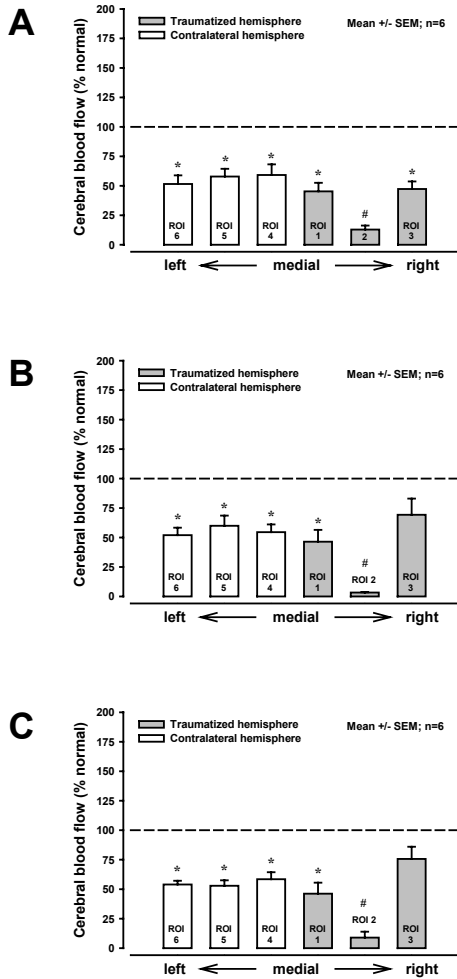 A
Cerebral blood flow (% normal)
200
175
150
125
100
75
50
25
0
Traumatized hemisphere
Contralateral hemisphere
Mean +/- SEM; n=6
* * * * # *
ROI 6
ROI 5
ROI 4
ROI 1
2
ROI 3
left medial right
B
Cerebral blood flow (% normal)
200
175
150
125
100
75
50
25
0
Traumatized hemisphere
Contralateral hemisphere
Mean +/- SEM; n=6
* * * * #
ROI 6
ROI 5
ROI 4
ROI 1
ROI 2
ROI 3
left medial right
C
Cerebral blood flow (% normal)
200
175
150
125
100
75
50
25
0
Traumatized hemisphere
Contralateral hemisphere
Mean +/- SEM; n=6
* * * * #
ROI 6
ROI 5
ROI 4
ROI 1
ROI 2
ROI 3
left medial right